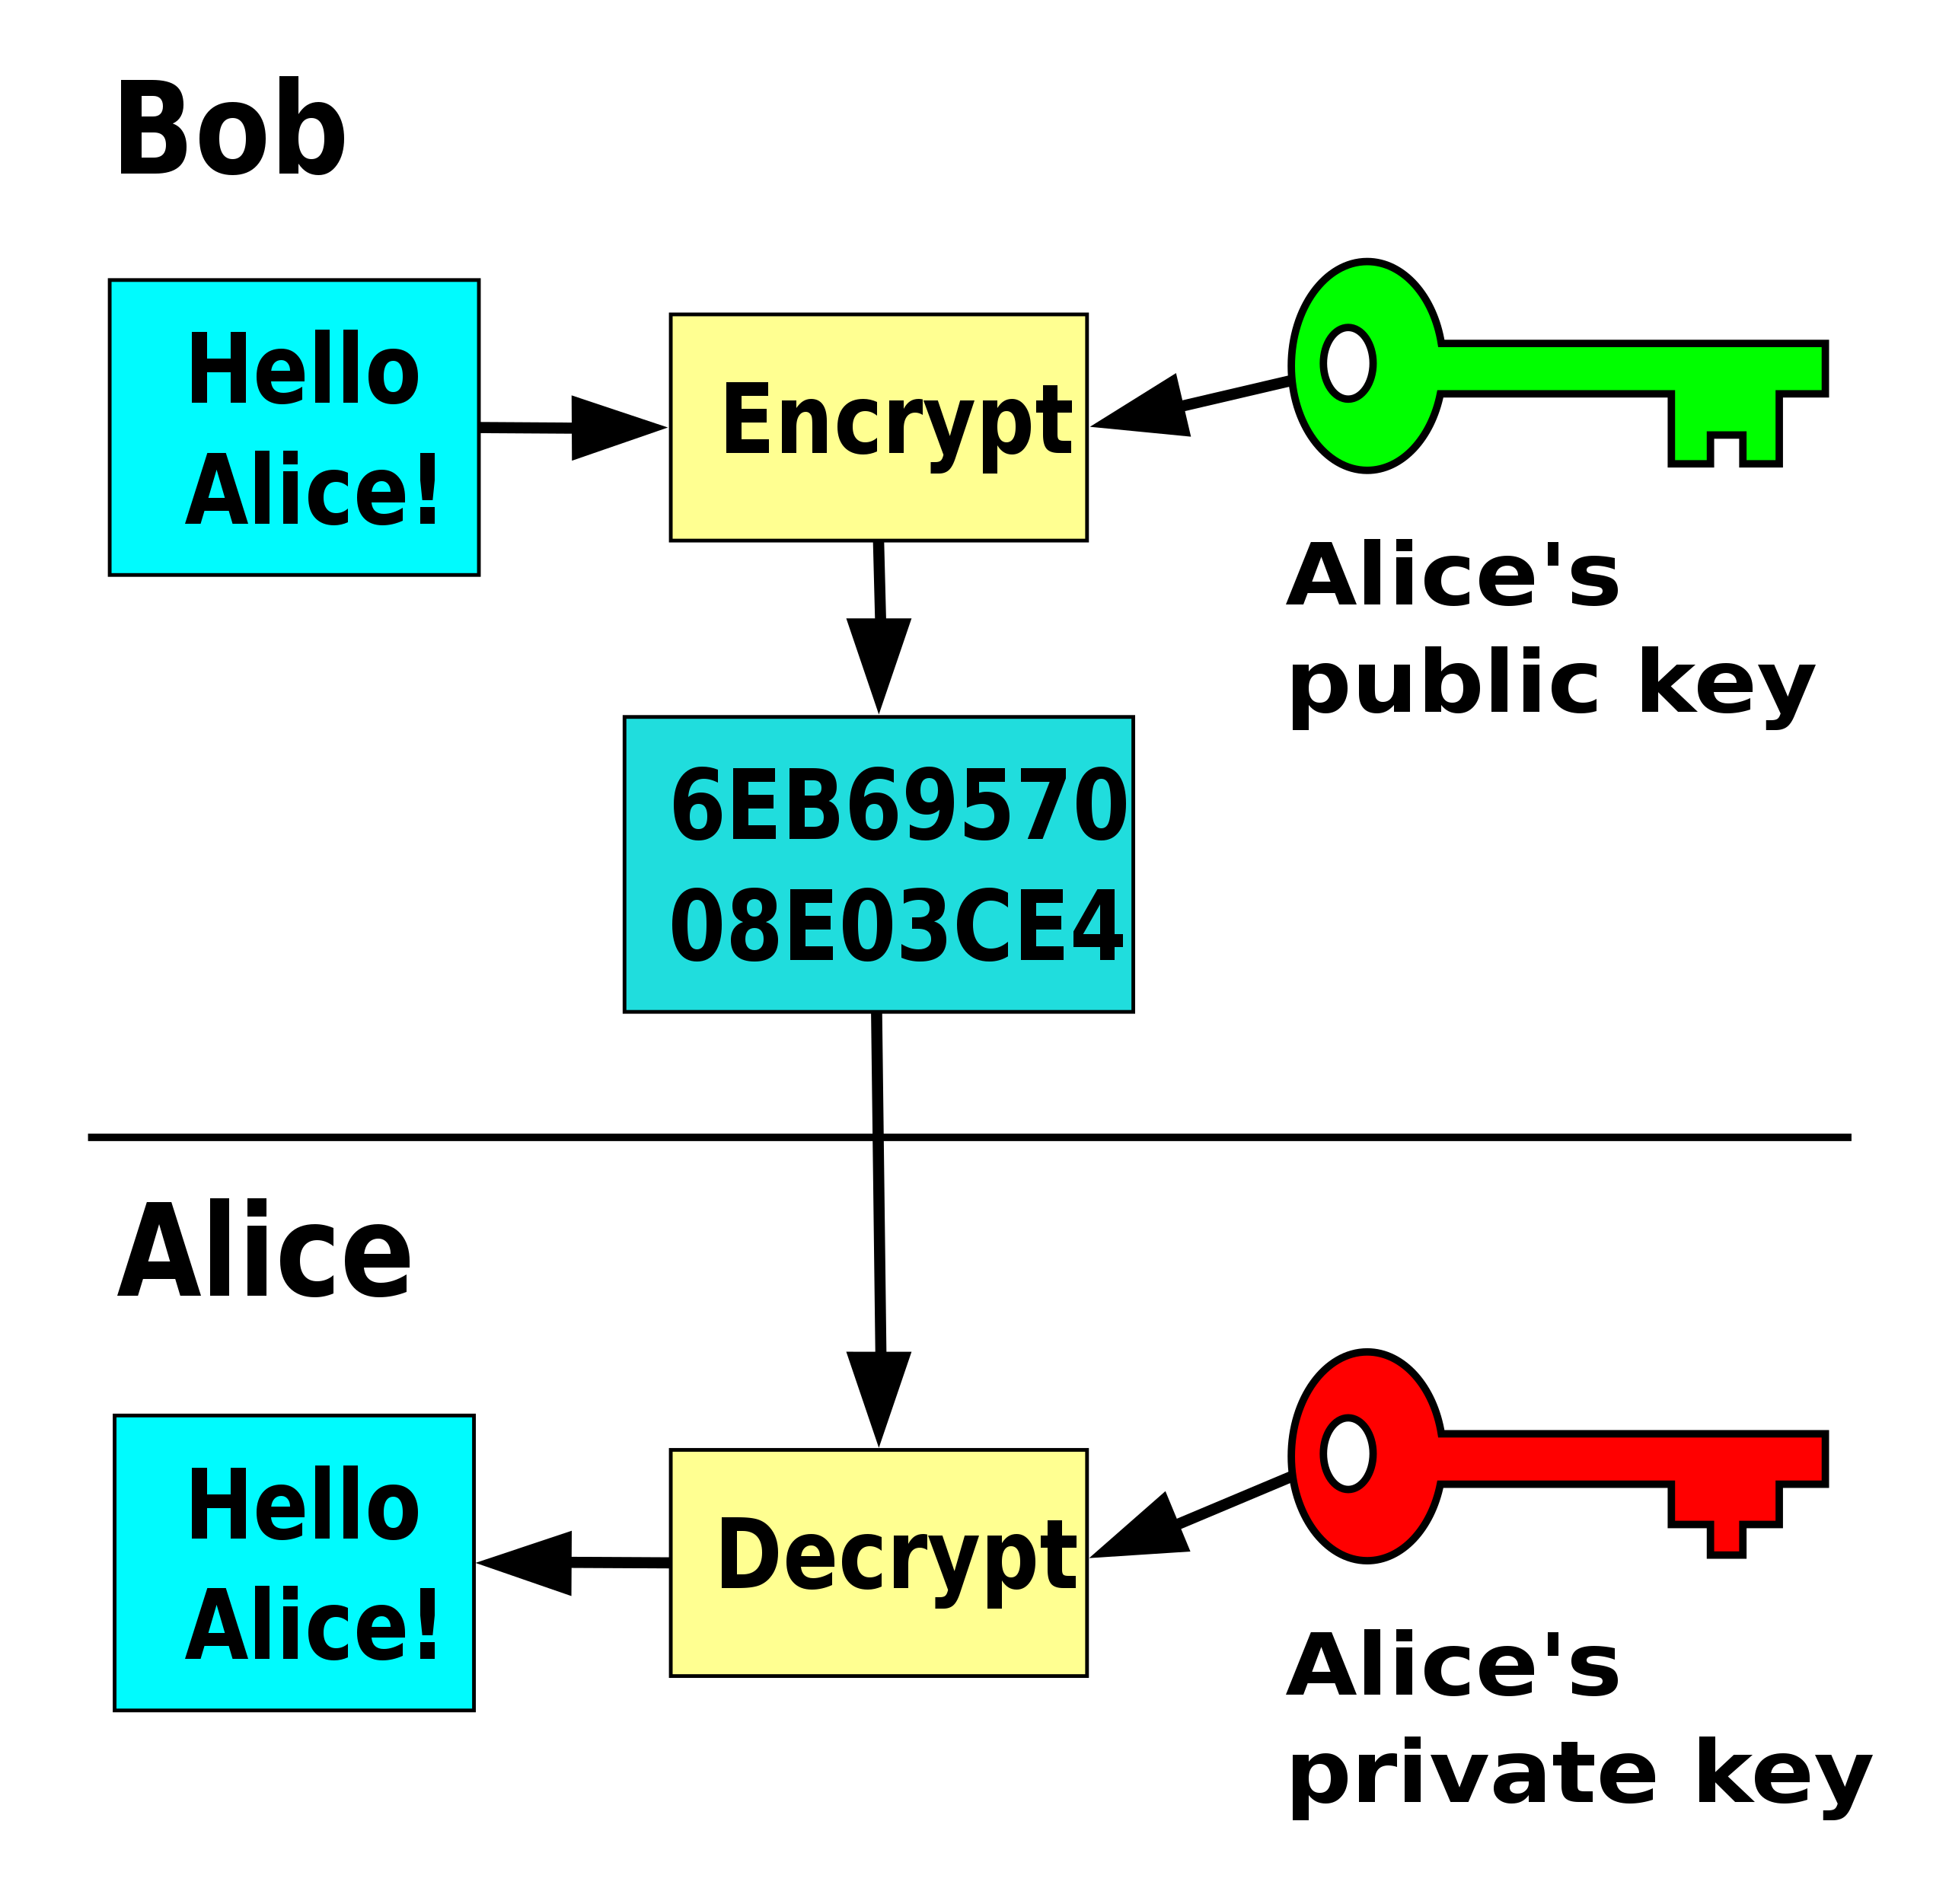 Bob
Hello
Alice!
Encrypt
Alice's
public key
6EB69570
08E03CE4
Alice
Hello
Alice!
Decrypt
Alice's
private key